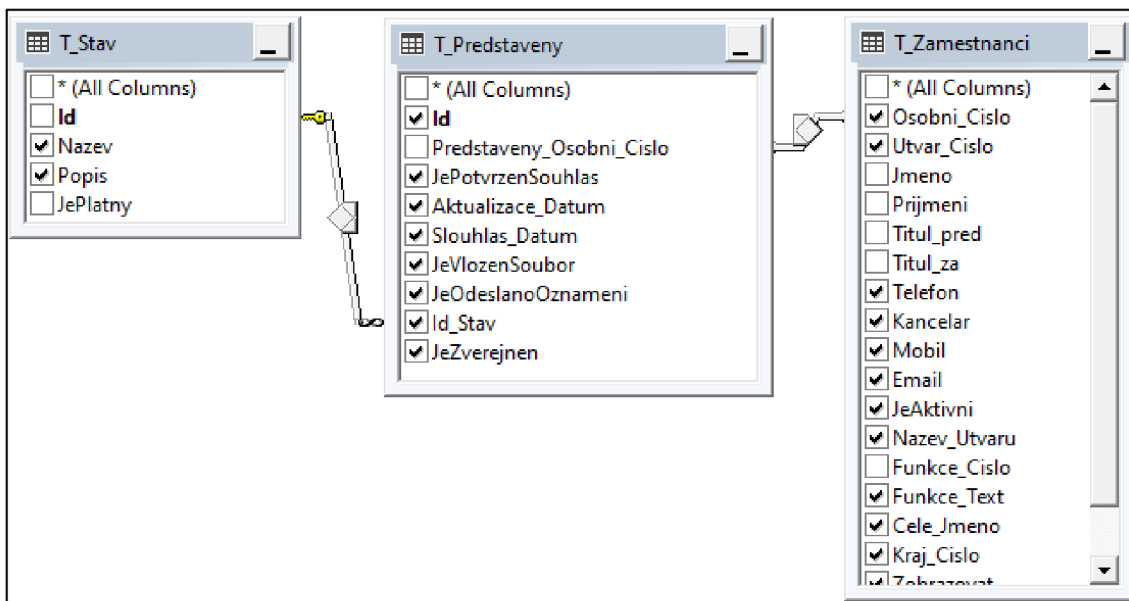 T_Stav
* (All Columns)
Id
Nazev
Popis
JePlatny
T_Predstaveny
* (All Columns)
Id
Predstaveny_Osobni_Cislo
JePotvrzenSouhlas
Aktualizace_Datum
Slouhlas_Datum
JeVlozenSoubor
JeOdeslanoOznameni
Id_Stav
JeZverejnen
T_Zamestnanci
* (All Columns)
Osobni_Cislo
Utvar_Cislo
Jmeno
Prijmeni
Titul_pred
Titul_za
Telefon
Kancelar
Mobil
Email
JeAktivni
Nazev_Utvaru
Funkce_Cislo
Funkce_Text
Cele_Jmeno
Kraj_Cislo
Zobrazovat